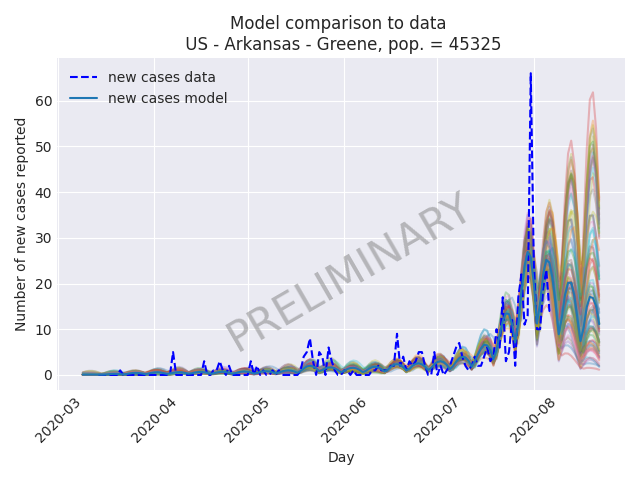 Model comparison to data
US - Arkansas - Greene, pop. = 45325
new cases data
new cases model
Number of new cases reported
60
50
40
30
20
10
0
PRELIMINARY
2020-03
2020-04
2020-05
2020-06
2020-07
2020-08
Day